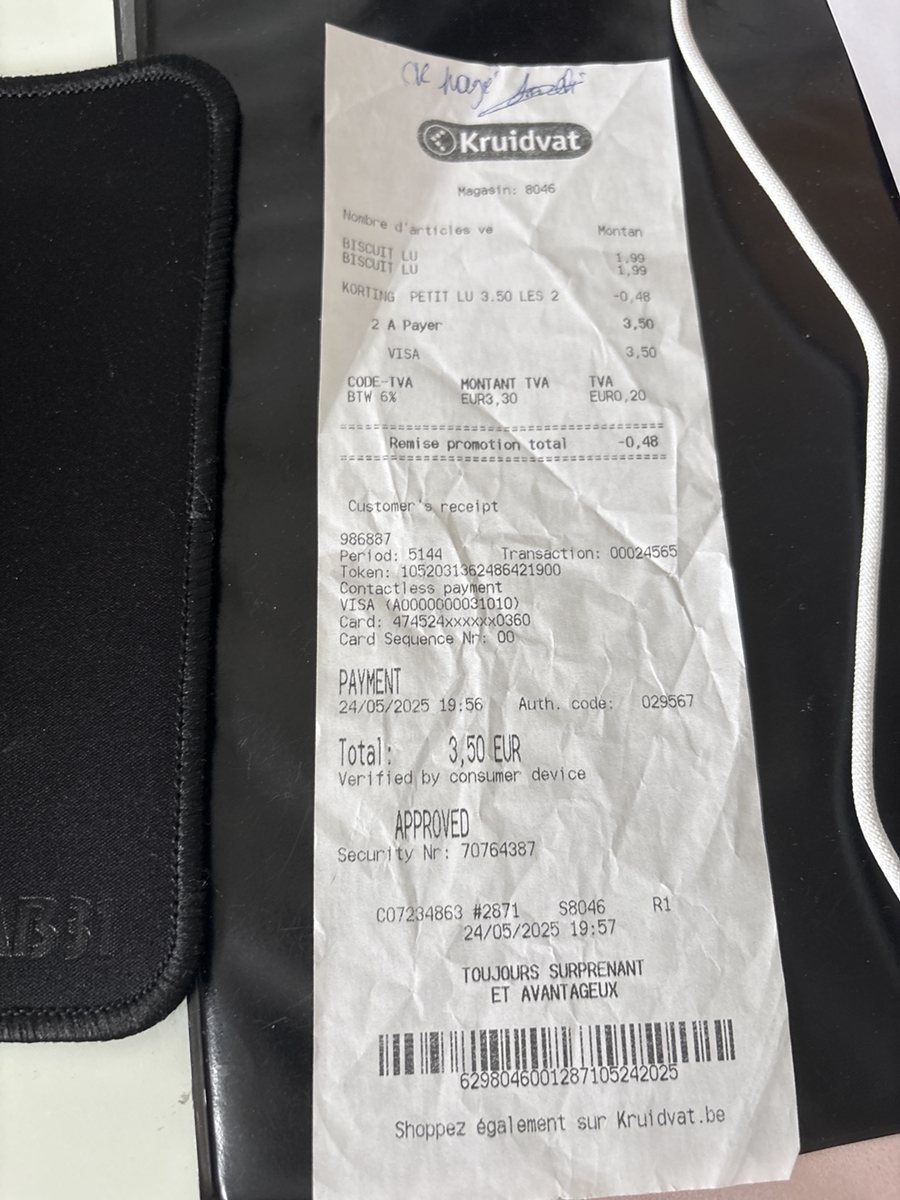 OK payé
Kruidvat
Magasin: 8046
Nombre d'articles ve Montan
BISCUIT LU 1,99
BISCUIT LU 1,99
KORTING PETIT LU 3.50 LES 2 -0,48
2 A Payer 3,50
VISA 3,50
CODE-TVA MONTANT TVA TVA
BTW 6% EUR3,30 EUR0,20
==========================================
Remise promotion total -0,48
==========================================
Customer's receipt
986887
Period: 5144 Transaction: 00024565
Token: 1052031362486421900
Contactless payment
VISA (A0000000031010)
Card: 474524xxxxxx0360
Card Sequence Nr: 00
PAYMENT
24/05/2025 19:56 Auth. code: 029567
Total: 3,50 EUR
Verified by consumer device
APPROVED
Security Nr: 70764387
C07234863 #2871 S8046 R1
24/05/2025 19:57
TOUJOURS SURPRENANT
ET AVANTAGEUX
6298046001287105242025
Shoppez également sur Kruidvat.be